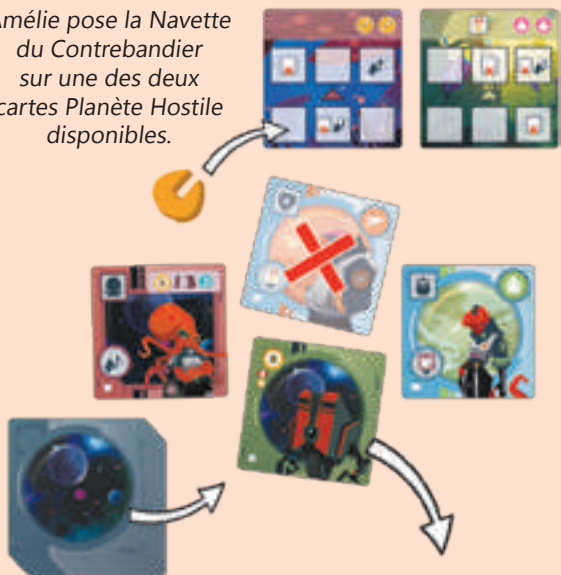 Amélie pose la Navette
du Contrebandier
sur une des deux
cartes Planète Hostile
disponibles.